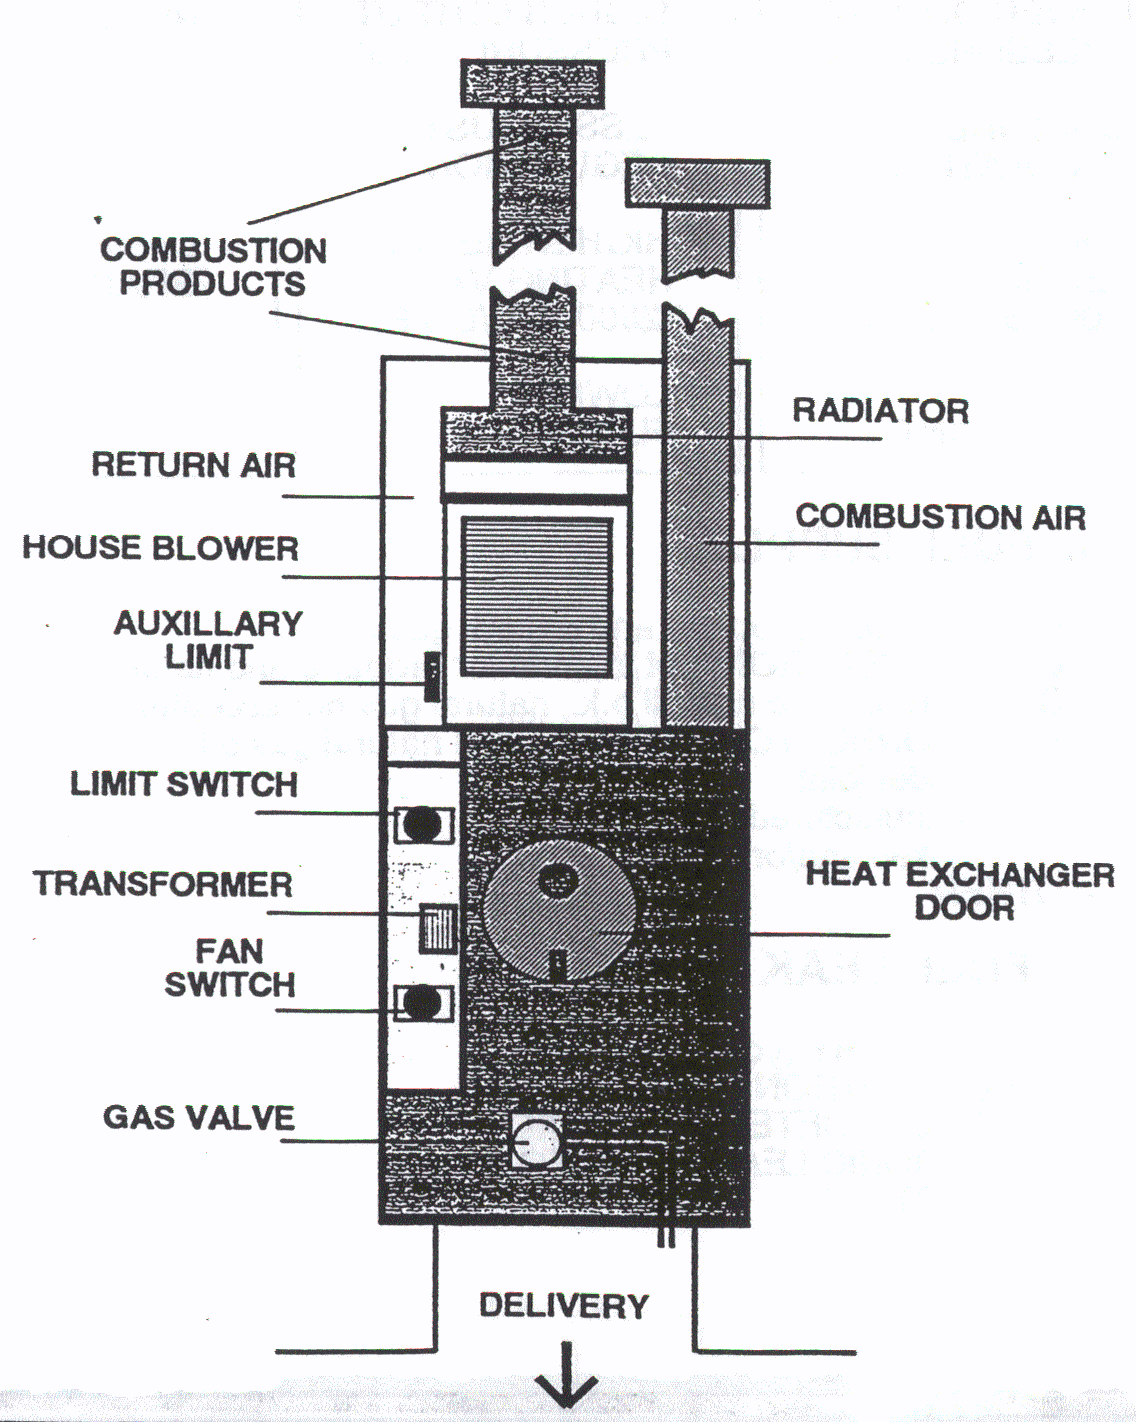 COMBUSTION
PRODUCTS
RADIATOR
RETURN AIR
COMBUSTION AIR
HOUSE BLOWER
AUXILLARY
LIMIT
LIMIT SWITCH
TRANSFORMER
HEAT EXCHANGER
DOOR
FAN
SWITCH
GAS VALVE
DELIVERY